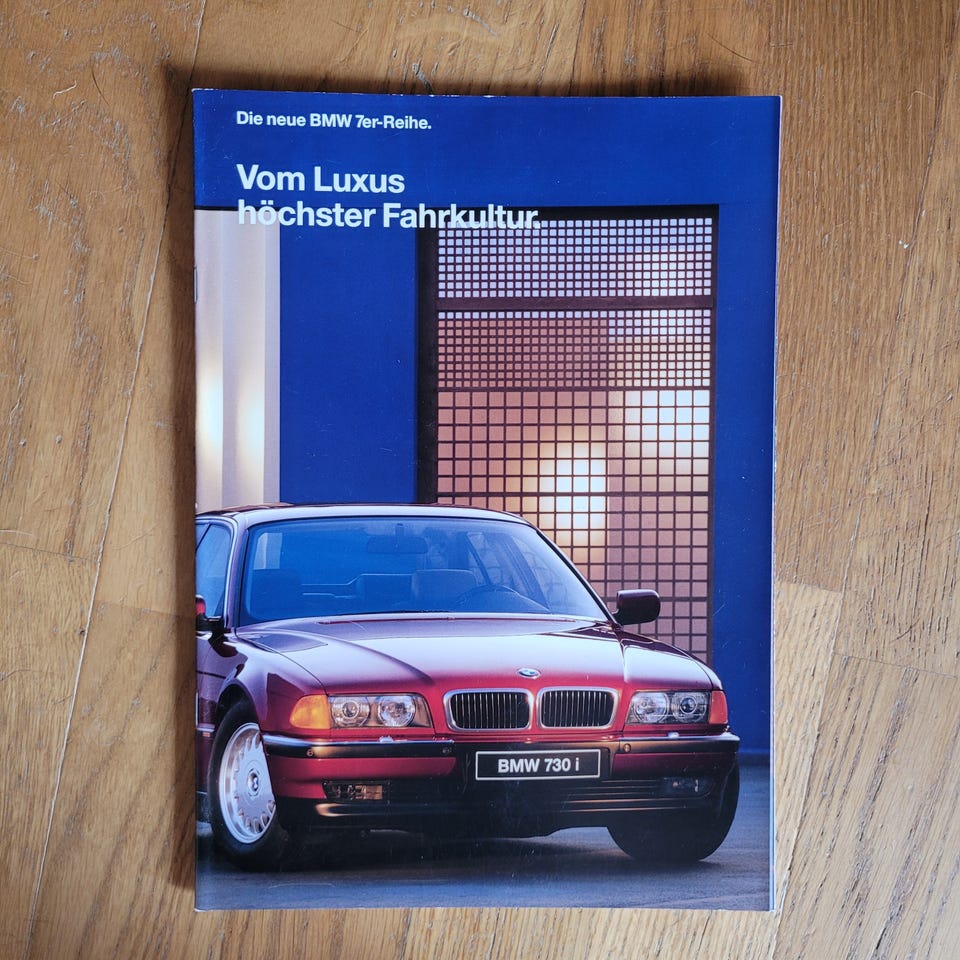 Die neue BMW 7er-Reihe.
Vom Luxus
höchster Fahrkultur.
BMW 730 i